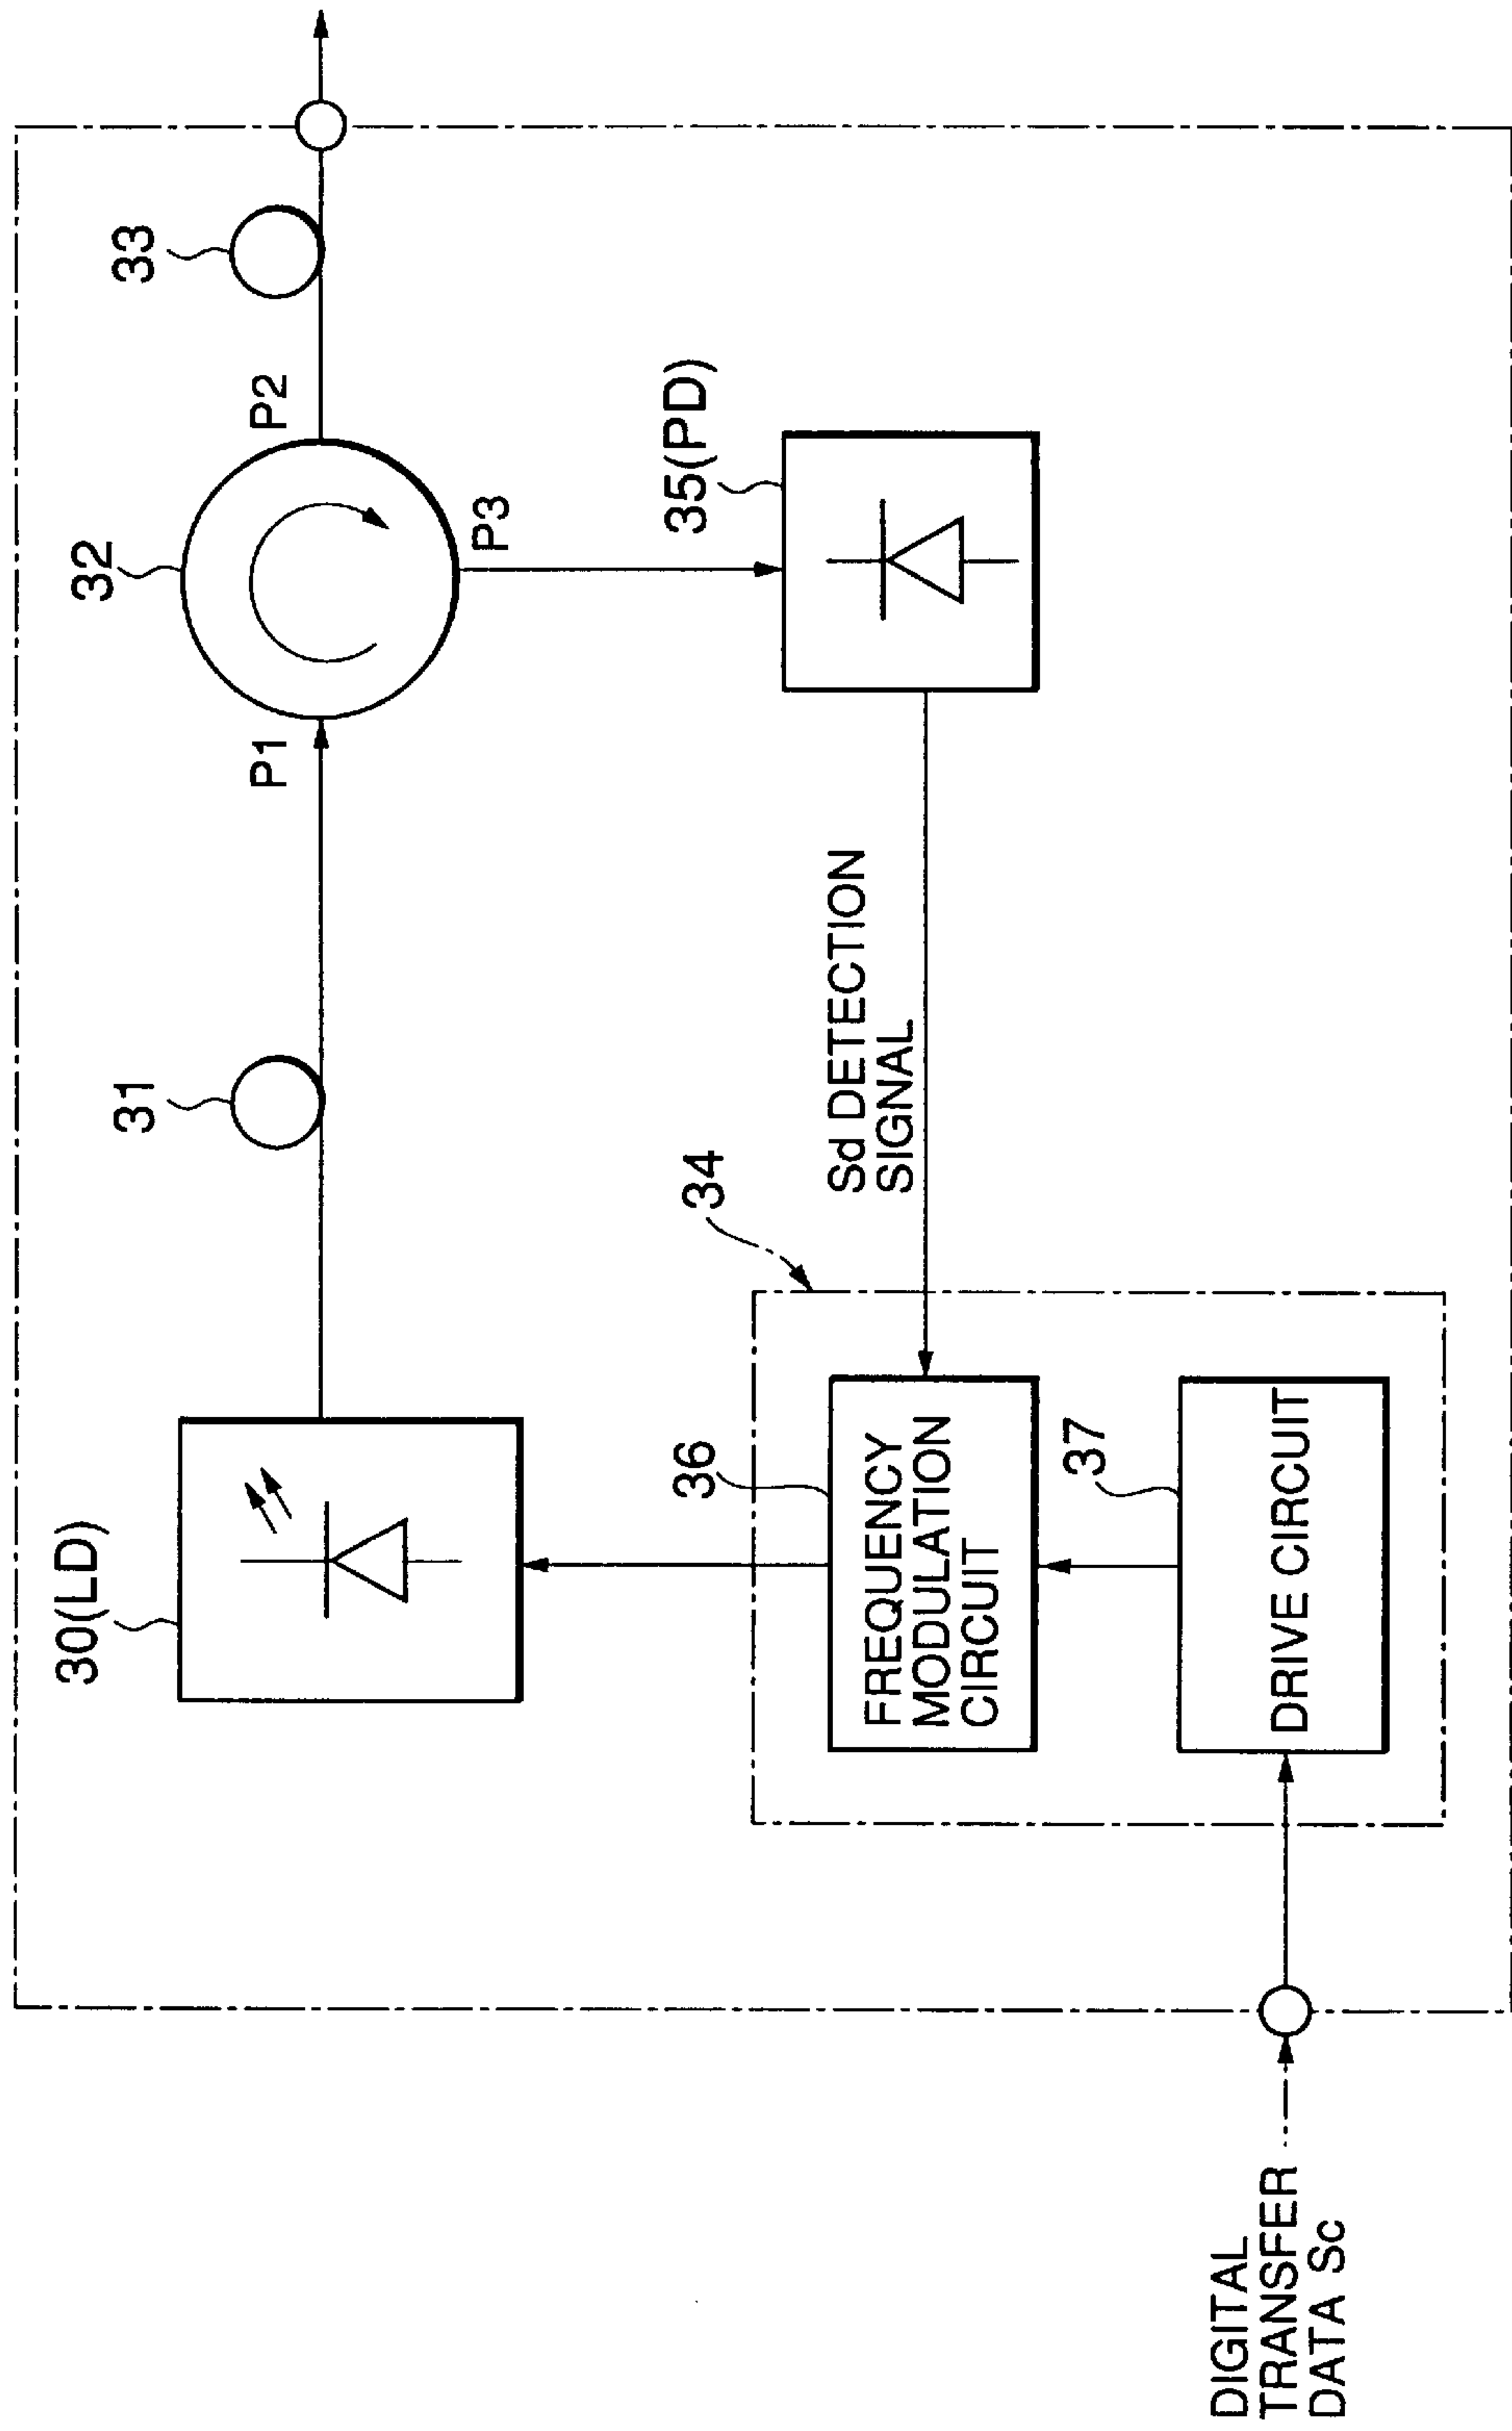 30(LD)
31
32
33
P1
P2
P3
35(PD)
Sd DETECTION
SIGNAL
34
36
FREQUENCY
MODULATION
CIRCUIT
37
DRIVE CIRCUIT
DIGITAL
TRANSFER
DATA Sc